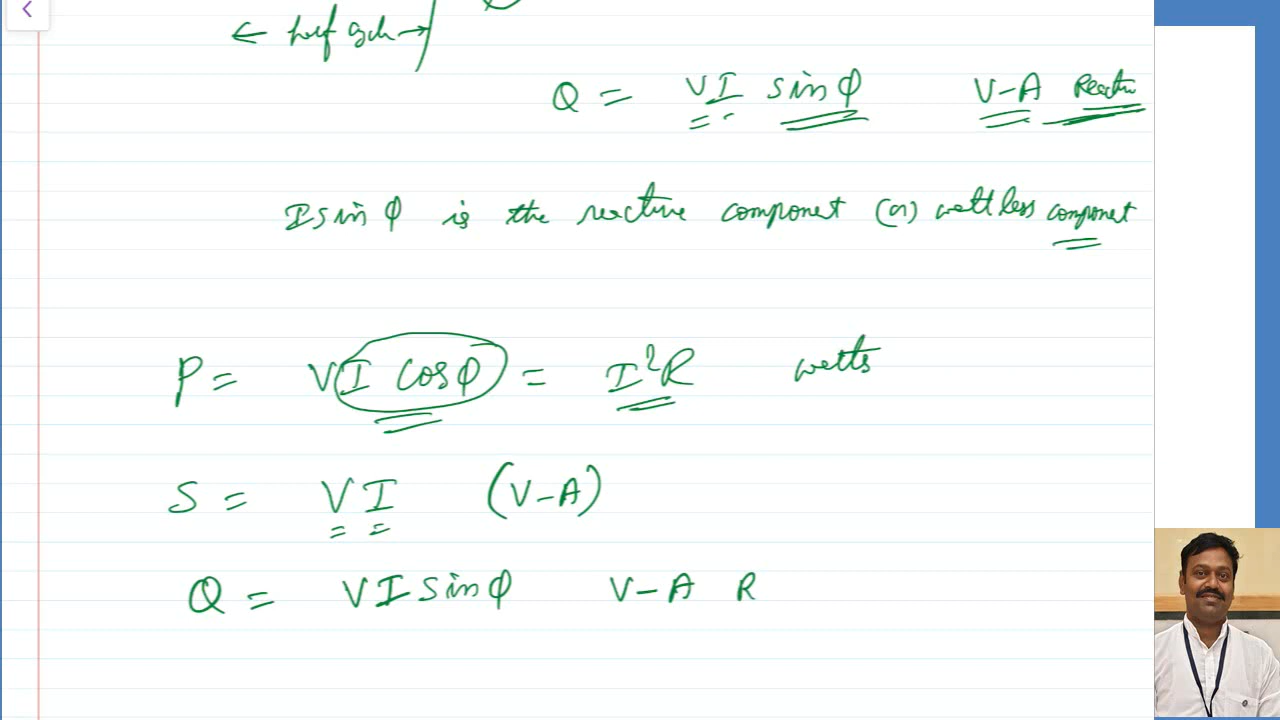 ← half cycle →
Q = VI sin φ V-A Reactive
I sin φ is the reactive component (or) wattless component
P = VI cos φ = I²R watts
S = VI (V-A)
Q = VI sin φ V-A R